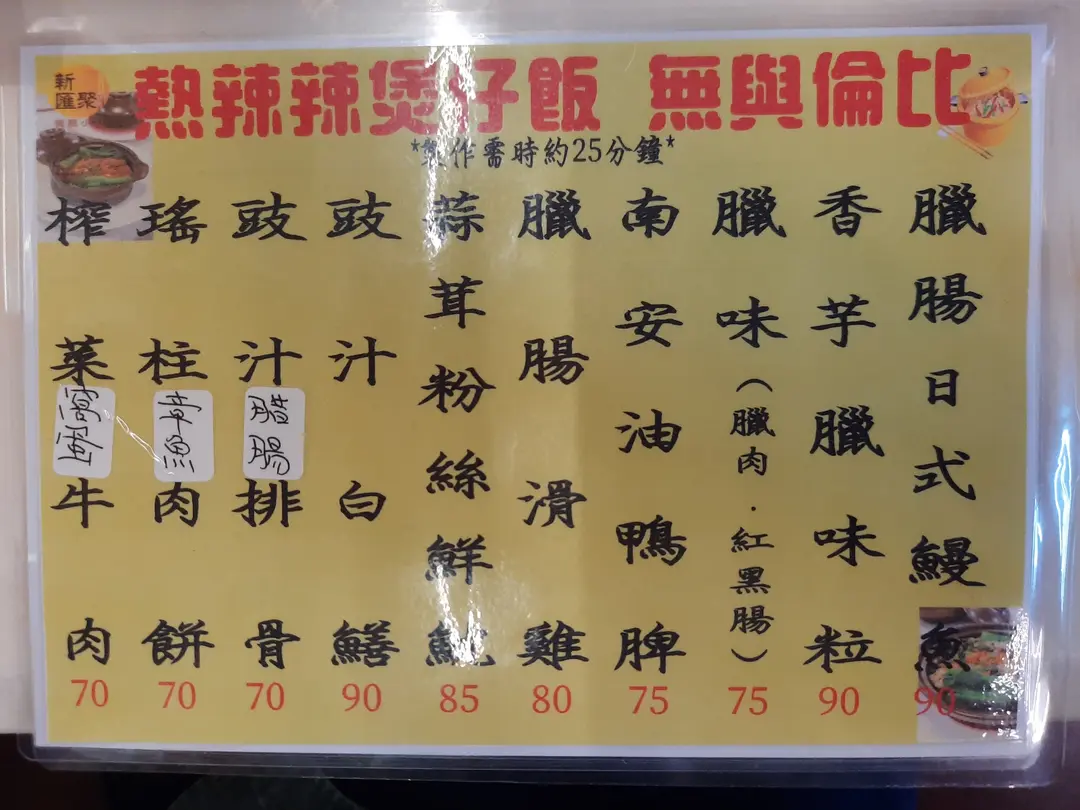 新匯聚
熱辣辣煲仔飯 無與倫比
*製作需時約25分鐘*
臘腸日式鰻魚 90
香芋臘味粒 90
臘味（臘肉．紅黑腸） 75
南安油鴨脾 75
臘腸滑雞 80
蒜茸粉絲鮮魷 85
豉汁白鱔 90
豉汁腊腸排骨 70
瑤柱章魚肉餅 70
榨菜窩蛋牛肉 70